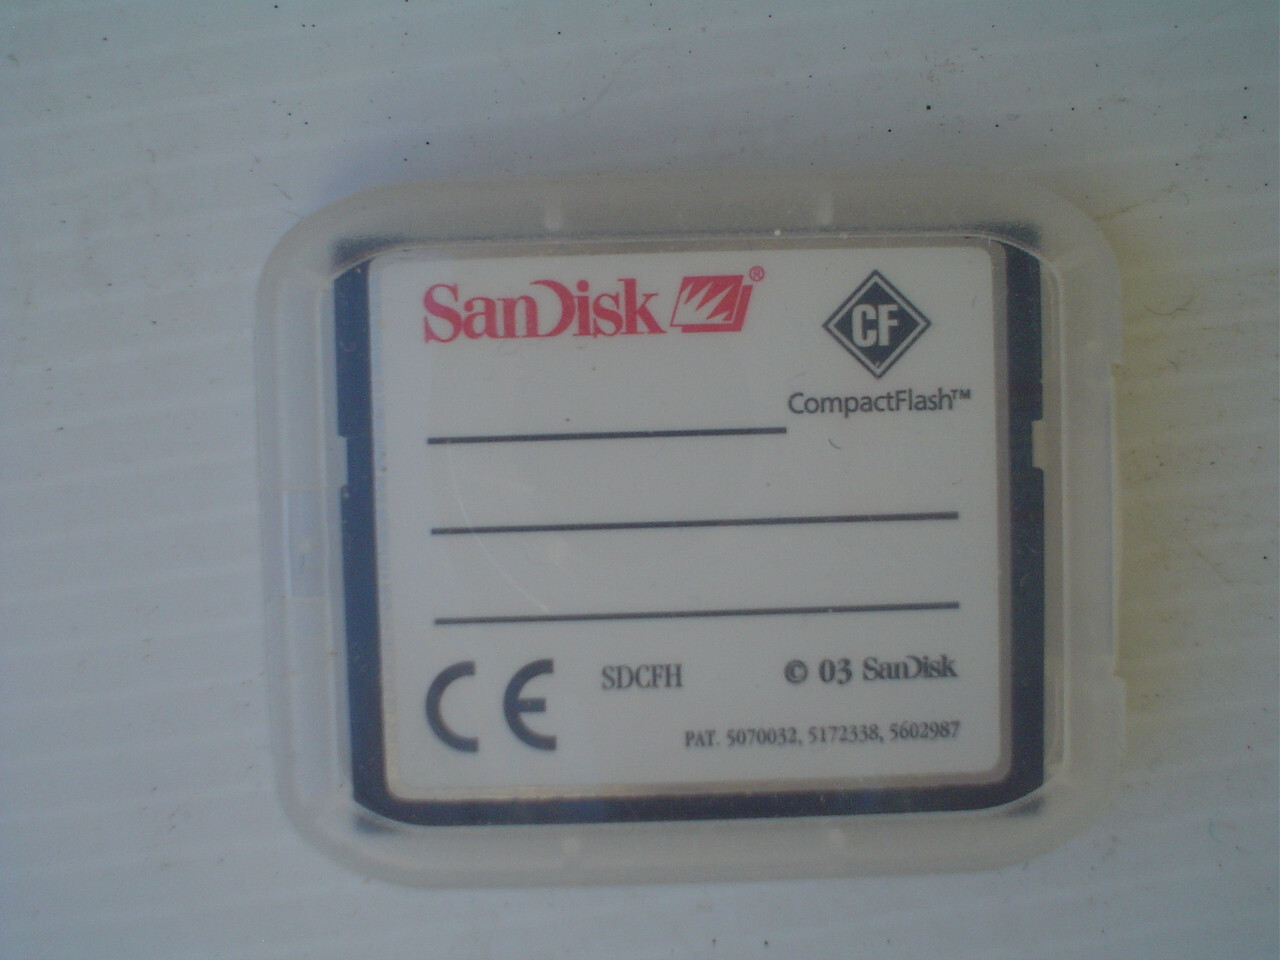 SanDisk®
CF
CompactFlash™
CE
SDCFH
© 03 SanDisk
PAT. 5070032, 5172338, 5602987